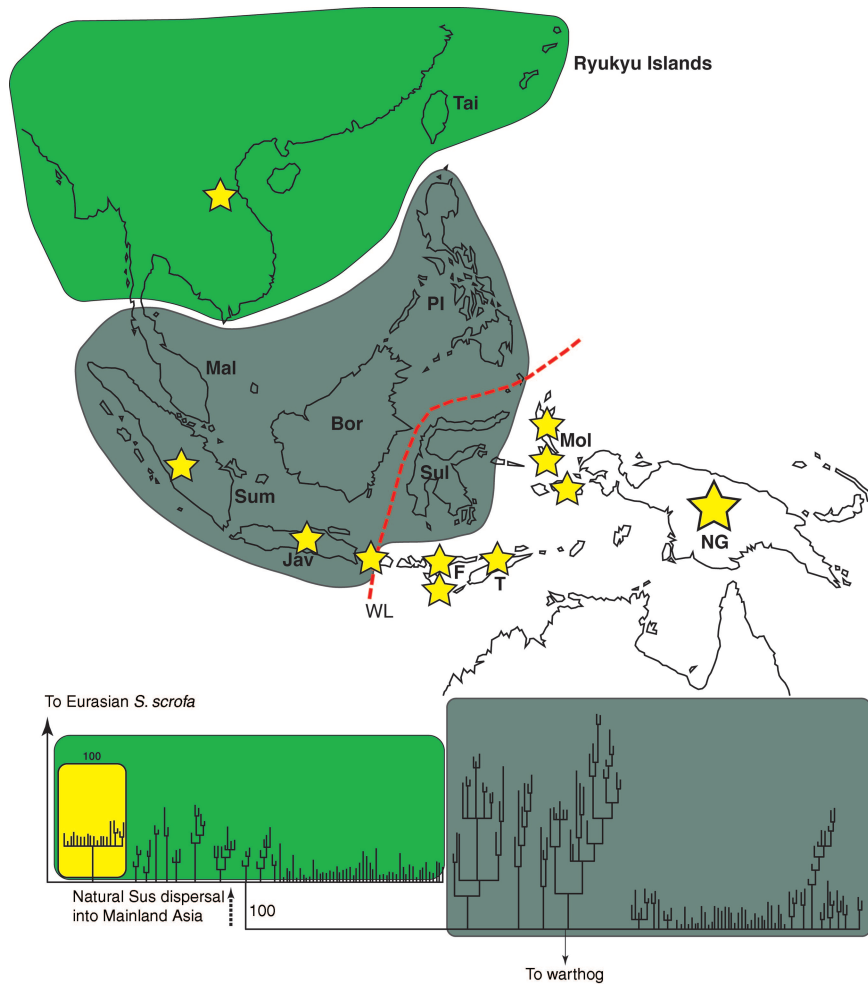 Ryukyu Islands
Tai
Pl
Mal
Bor
Mol
Sul
Sum
NG
Jav
F
T
WL
To Eurasian S. scrofa
100
Natural Sus dispersal
into Mainland Asia
100
To warthog